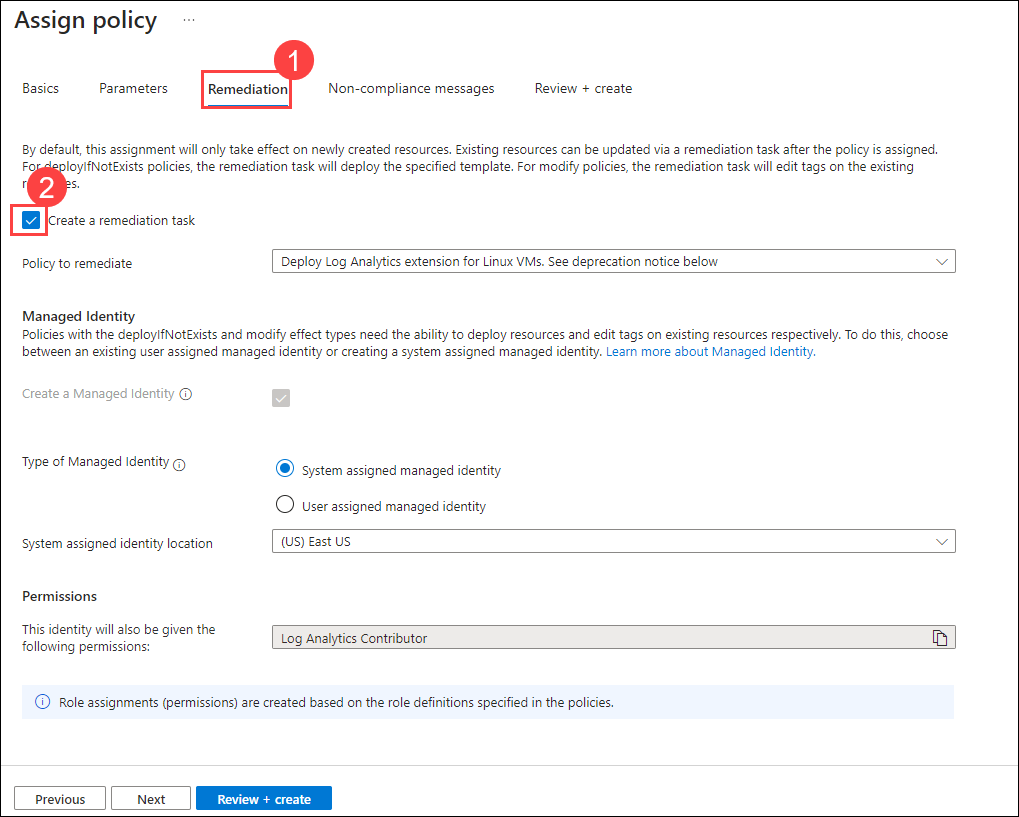 Assign policy ...
1
Basics Parameters Remediation Non-compliance messages Review + create
By default, this assignment will only take effect on newly created resources. Existing resources can be updated via a remediation task after the policy is assigned.
For deployIfNotExists policies, the remediation task will deploy the specified template. For modify policies, the remediation task will edit tags on the existing
2
Create a remediation task
Policy to remediate Deploy Log Analytics extension for Linux VMs. See deprecation notice below
Managed Identity
Policies with the deployIfNotExists and modify effect types need the ability to deploy resources and edit tags on existing resources respectively. To do this, choose
between an existing user assigned managed identity or creating a system assigned managed identity. Learn more about Managed Identity.
Create a Managed Identity
Type of Managed Identity
System assigned managed identity
User assigned managed identity
System assigned identity location (US) East US
Permissions
This identity will also be given the
following permissions:
Log Analytics Contributor
Role assignments (permissions) are created based on the role definitions specified in the policies.
Previous Next Review + create